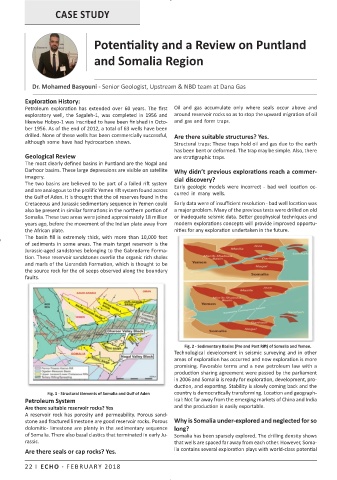 CASE STUDY
Potentiality and a Review on Puntland
and Somalia Region
Dr. Mohamed Basyouni - Senior Geologist, Upstream & NBD team at Dana Gas
Exploration History:
Petroleum exploration has extended over 60 years. The first
exploratory well, the Sagaleh-1, was completed in 1956 and
likewise Hobyo-1 was inscribed to have been finished in Octo-
ber 1956. As of the end of 2012, a total of 63 wells have been
drilled. None of these wells has been commercially successful,
although some have had hydrocarbon shows.
Geological Review
The most clearly defined basins in Puntland are the Nogal and
Darhoor basins. These large depressions are visible on satellite
imagery.
The two basins are believed to be part of a failed rift system
and are analogous to the prolific Yemen rift system found across
the Gulf of Aden. It is thought that the oil reserves found in the
Cretaceous and Jurassic sedimentary sequence in Yemen could
also be present in similar formations in the northern portion of
Somalia. These two areas were joined approximately 18 million
years ago, before the movement of the Indian plate away from
the African plate.
The basin fill is extremely thick, with more than 10,000 feet
of sediments in some areas. The main target reservoir is the
Jurassic-aged sandstones belonging to the Gabredarre Forma-
tion. These reservoir sandstones overlie the organic rich shales
and marls of the Uarandab Formation, which is thought to be
the source rock for the oil seeps observed along the boundary
faults.
Fig. 1 - Structural Elements of Somalia and Gulf of Aden
Petroleum System
Are there suitable reservoir rocks? Yes
A reservoir rock has porosity and permeability. Porous sand-
stone and fractured limestone are good reservoir rocks. Porous
dolomitic- limestone are plenty in the sedimentary sequence
of Somalia. There also basal clastics that terminated in early Ju-
rassic.
Are there seals or cap rocks? Yes.
Oil and gas accumulate only where seals occur above and
around reservoir rocks so as to stop the upward migration of oil
and gas and form traps.
Are there suitable structures? Yes.
Structural traps: These traps hold oil and gas due to the earth
has been bent or deformed. The trap may be simple. Also, there
are stratigraphic traps.
Why didn't previous explorations reach a commer-
cial discovery?
Early geologic models were incorrect - bad well location oc-
curred in many wells.
Early data were of insufficient resolution - bad well location was
a major problem. Many of the previous tests were drilled on old
or inadequate seismic data. Better geophysical techniques and
modern explorations concepts will provide improved opportu-
nities for any exploration undertaken in the future.
Fig. 2 - Sedimentary Basins (Pre and Post Rift) of Somalia and Yemen.
Technological development in seismic surveying and in other
areas of exploration has occurred and new exploration is more
promising. Favorable terms and a new petroleum law with a
production sharing agreement were passed by the parliament
in 2006 and Somalia is ready for exploration, development, pro-
duction, and exporting. Stability is slowly coming back and the
country is democratically transforming. Location and geograph-
ical: Not far away from the emerging markets of China and India
and the production is easily exportable.
Why is Somalia under-explored and neglected for so
long?
Somalia has been sparsely explored. The drilling density shows
that wells are spaced far away from each other. However, Soma-
lia contains several exploration plays with world-class potential
22 I ECHO - FEBRUARY 2018